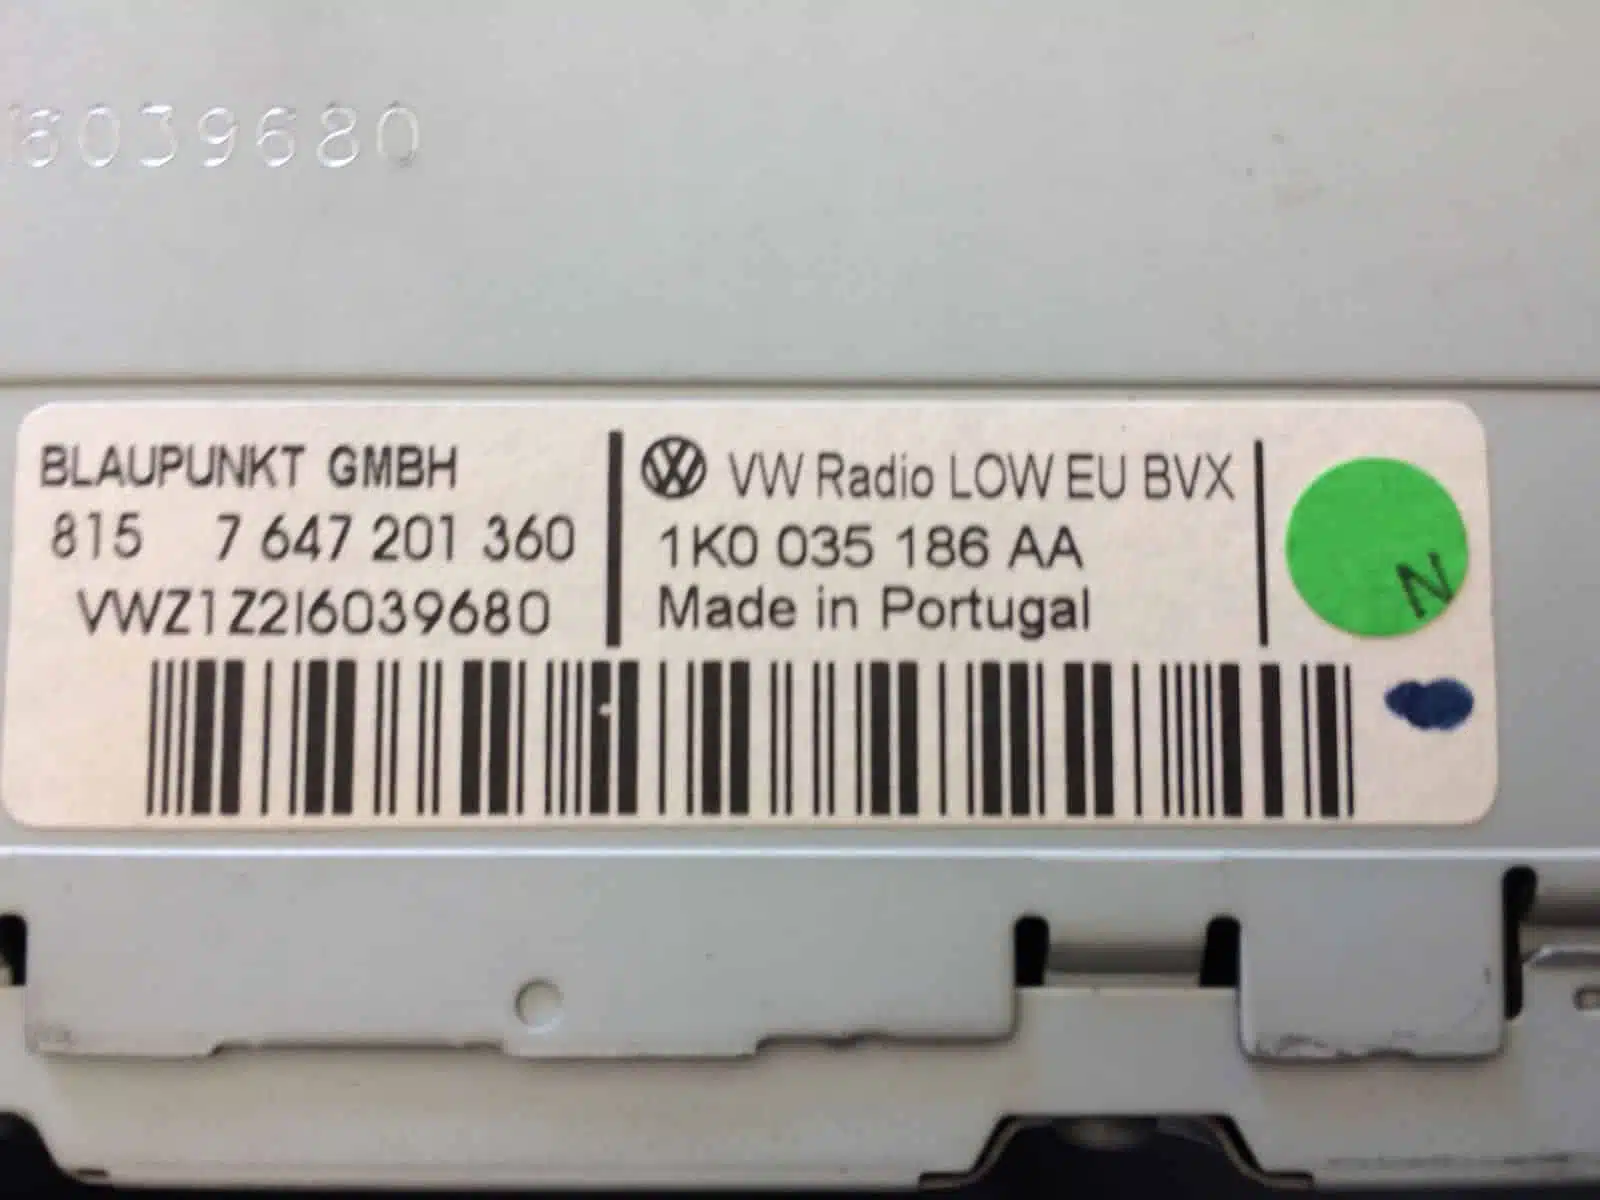 6039680
BLAUPUNKT GMBH
815 7 647 201 360
VWZ1Z2I6039680
VW VW Radio LOW EU BVX
1K0 035 186 AA
Made in Portugal
N